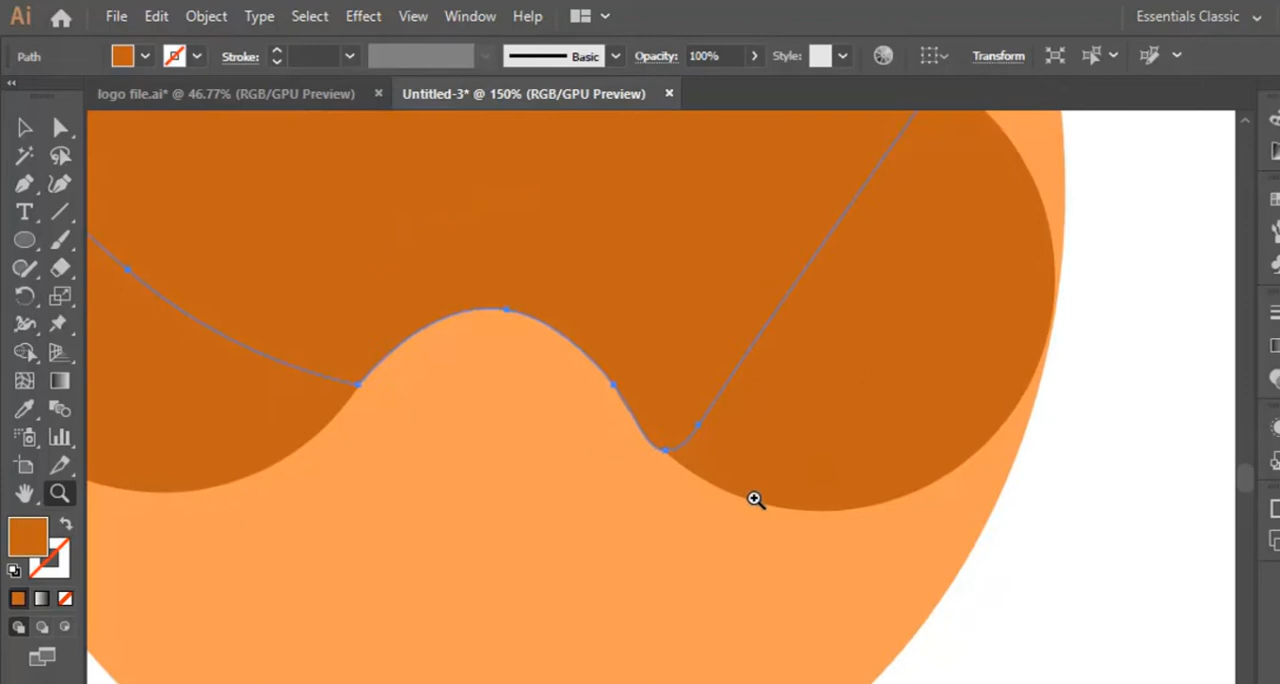 Ai File Edit Object Type Select Effect View Window Help Essentials Classic
Path Stroke: Basic Opacity: 100% Style: Transform
logo file.ai* @ 46.77% (RGB/GPU Preview) × Untitled-3* @ 150% (RGB/GPU Preview) ×
T